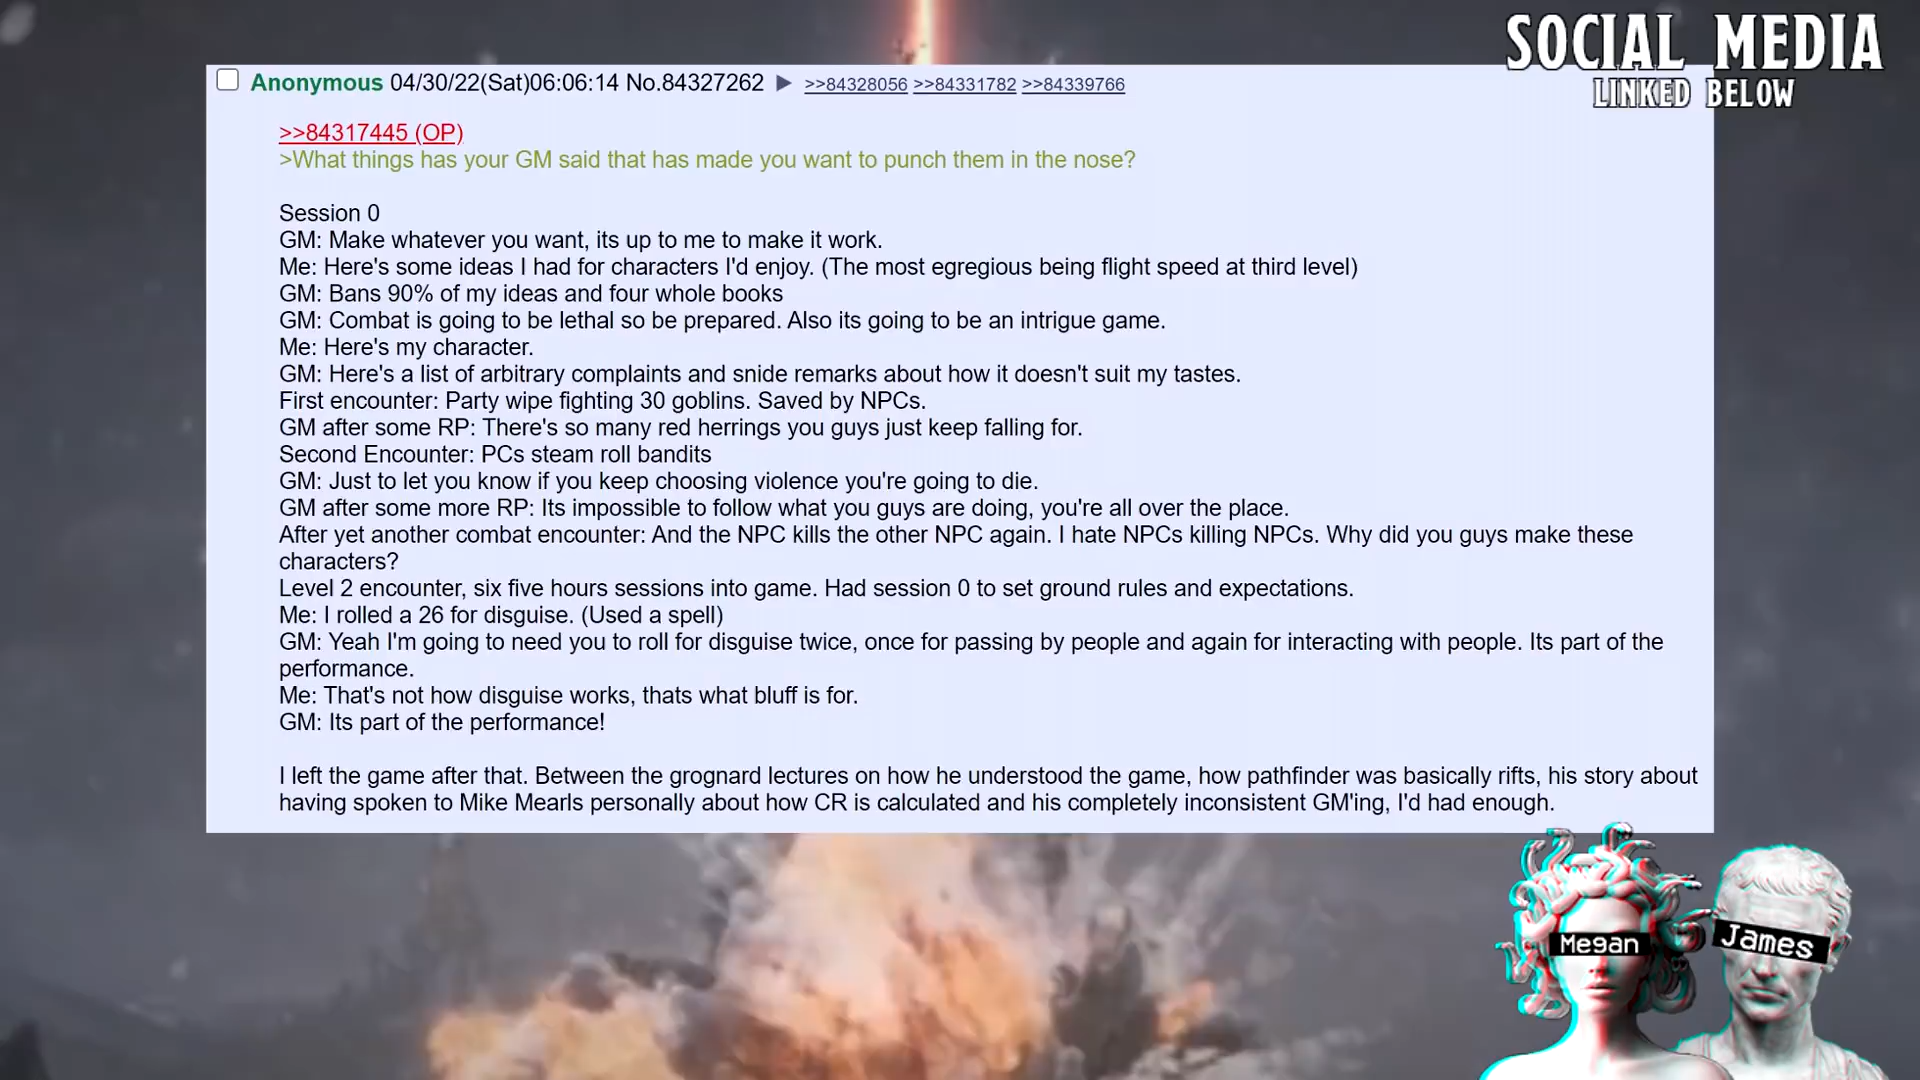 SOCIAL MEDIA
LINKED BELOW
Anonymous 04/30/22(Sat)06:06:14 No.84327262 ▶ >>84328056 >>84331782 >>84339766
>>84317445 (OP)
>What things has your GM said that has made you want to punch them in the nose?
Session 0
GM: Make whatever you want, its up to me to make it work.
Me: Here's some ideas I had for characters I'd enjoy. (The most egregious being flight speed at third level)
GM: Bans 90% of my ideas and four whole books
GM: Combat is going to be lethal so be prepared. Also its going to be an intrigue game.
Me: Here's my character.
GM: Here's a list of arbitrary complaints and snide remarks about how it doesn't suit my tastes.
First encounter: Party wipe fighting 30 goblins. Saved by NPCs.
GM after some RP: There's so many red herrings you guys just keep falling for.
Second Encounter: PCs steam roll bandits
GM: Just to let you know if you keep choosing violence you're going to die.
GM after some more RP: Its impossible to follow what you guys are doing, you're all over the place.
After yet another combat encounter: And the NPC kills the other NPC again. I hate NPCs killing NPCs. Why did you guys make these
characters?
Level 2 encounter, six five hours sessions into game. Had session 0 to set ground rules and expectations.
Me: I rolled a 26 for disguise. (Used a spell)
GM: Yeah I'm going to need you to roll for disguise twice, once for passing by people and again for interacting with people. Its part of the
performance.
Me: That's not how disguise works, thats what bluff is for.
GM: Its part of the performance!
I left the game after that. Between the grognard lectures on how he understood the game, how pathfinder was basically rifts, his story about
having spoken to Mike Mearls personally about how CR is calculated and his completely inconsistent GM'ing, I'd had enough.
Megan
James